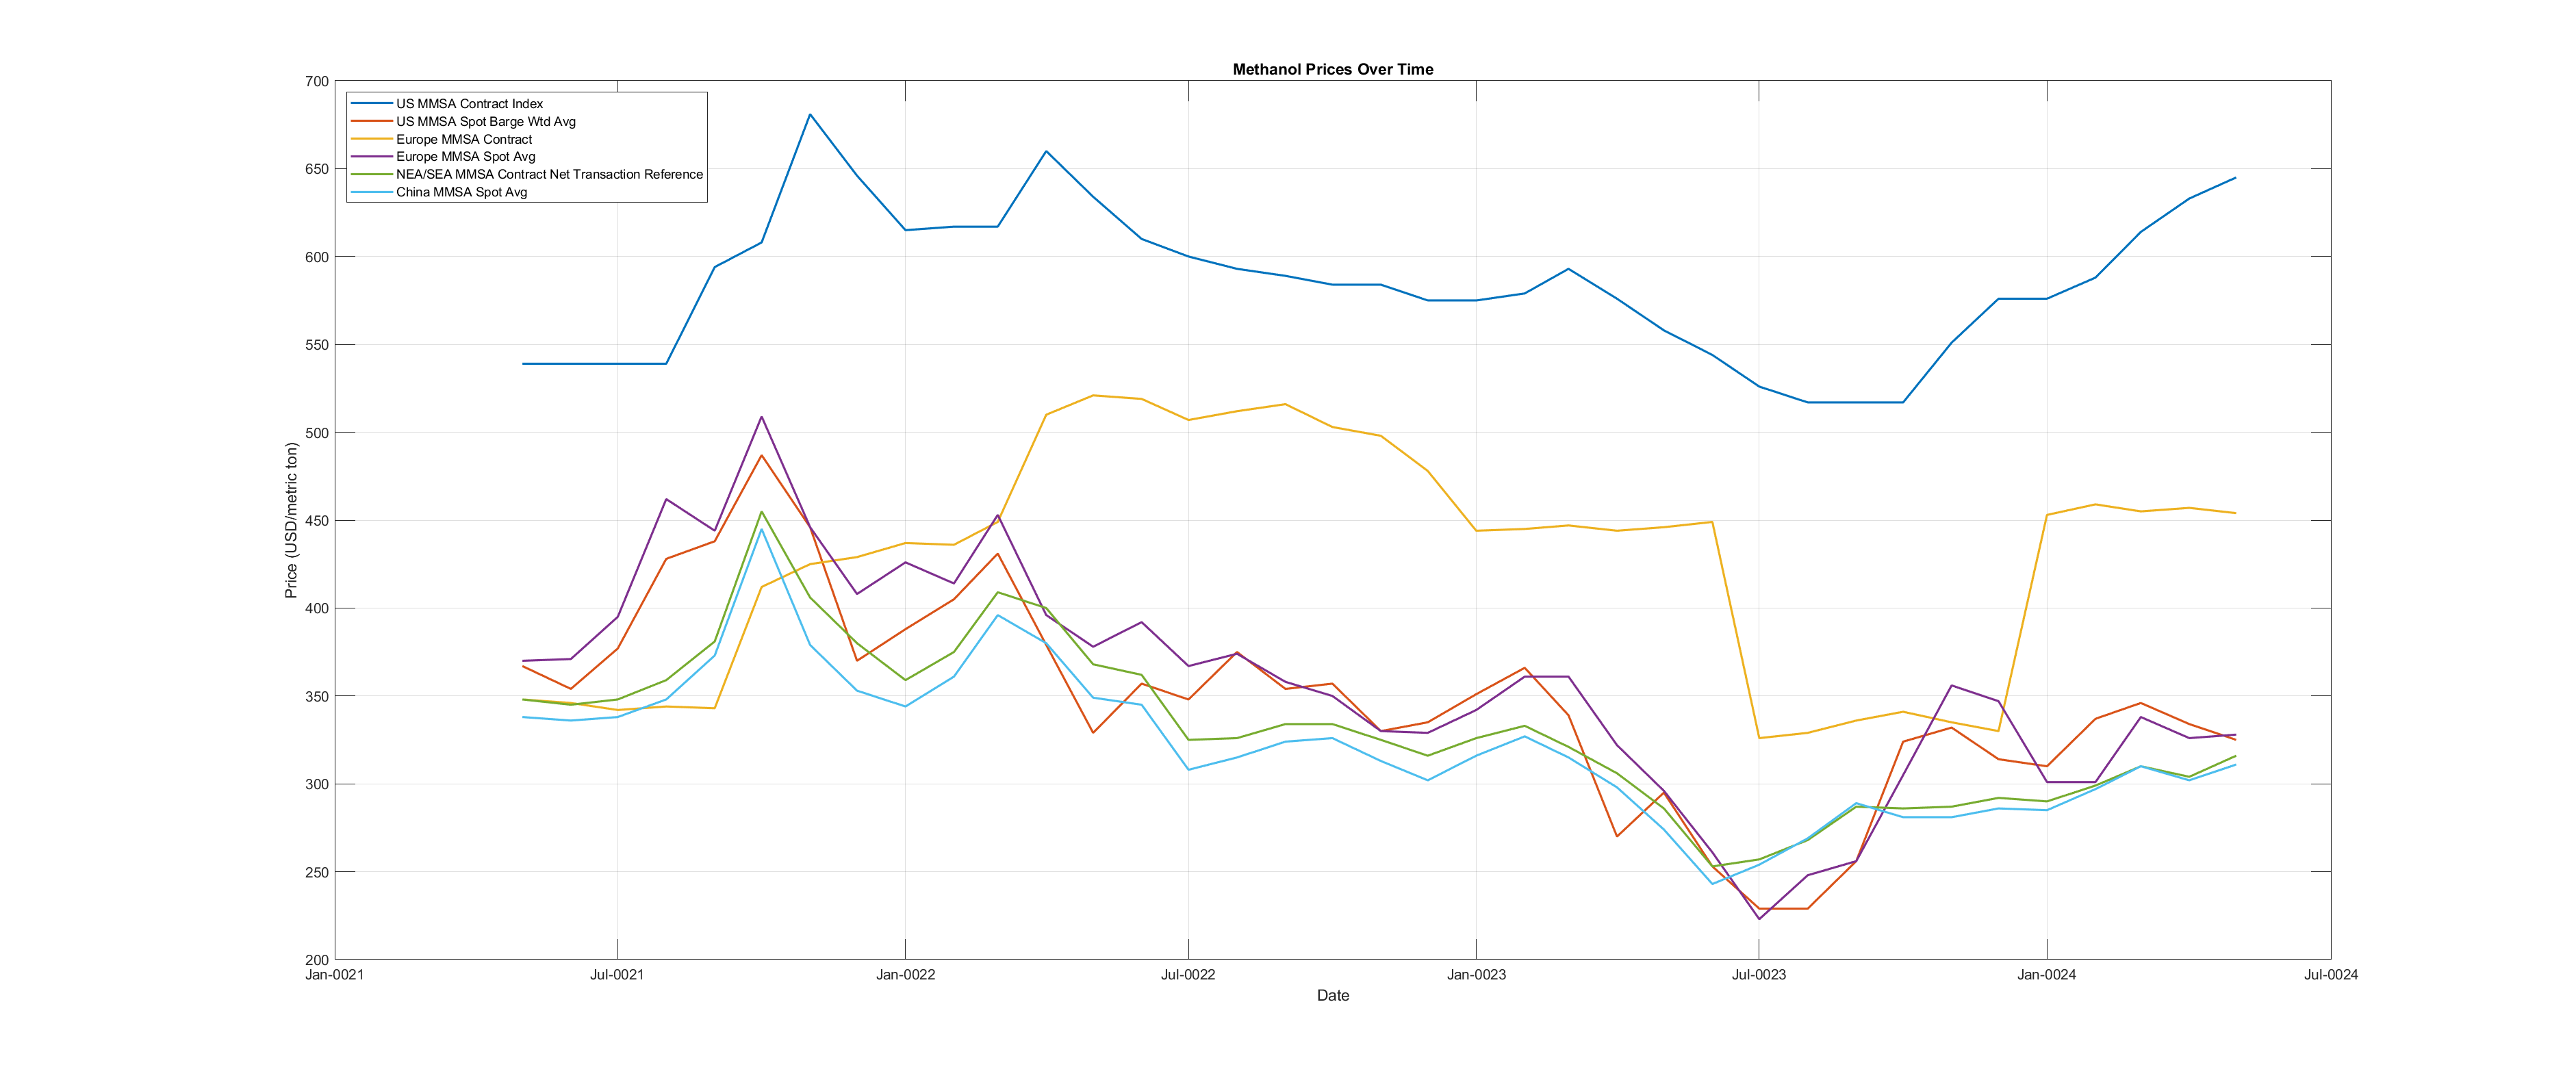 Methanol Prices Over Time
700
650
600
550
500
450
400
350
300
250
200
Price (USD/metric ton)
US MMSA Contract Index
US MMSA Spot Barge Wtd Avg
Europe MMSA Contract
Europe MMSA Spot Avg
NEA/SEA MMSA Contract Net Transaction Reference
China MMSA Spot Avg
Jan-0021 Jul-0021 Jan-0022 Jul-0022 Jan-0023 Jul-0023 Jan-0024 Jul-0024
Date